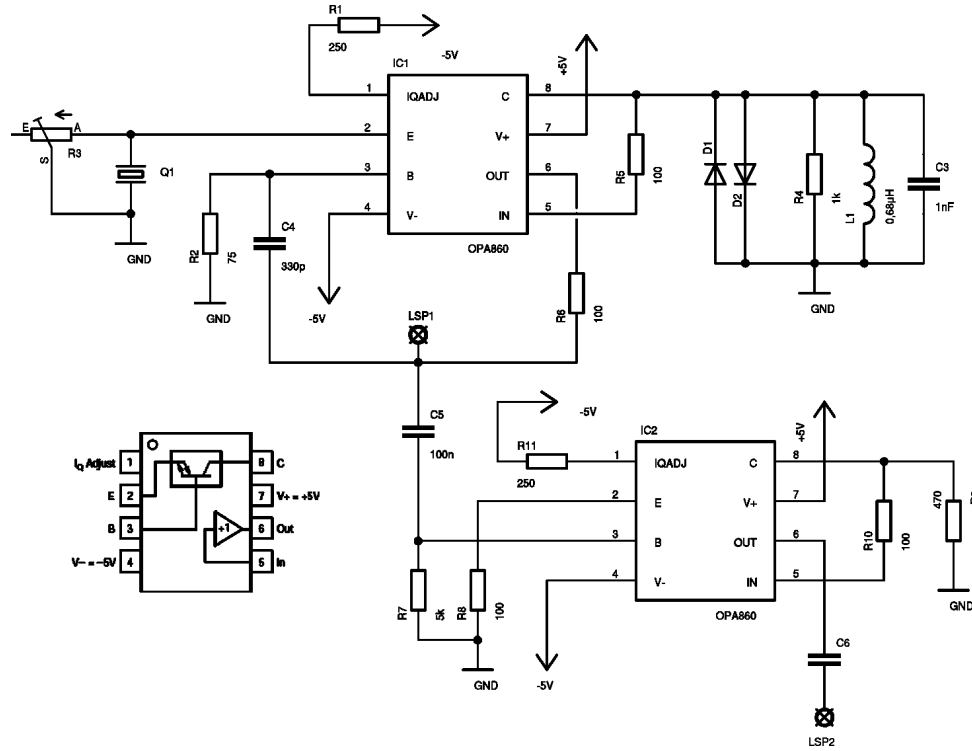 R1
250
-5V
IC1
OPA860
1
IQADJ
C
8
2
E
V+
7
3
B
OUT
6
4
V-
IN
5
+5V
E
A
S
R3
Q1
GND
R2
75
GND
C4
330p
-5V
R5
100
D1
D2
R4
1k
L1
0,68µH
C3
1nF
GND
R6
100
LSP1
C5
100n
R11
250
-5V
IC2
OPA860
1
IQADJ
C
8
2
E
V+
7
3
B
OUT
6
4
V-
IN
5
+5V
R7
5k
R8
100
GND
-5V
R10
100
470
GND
C6
LSP2
IQ Adjust 1
8 C
E 2
7 V+ = +5V
B 3
6 Out
V− = −5V 4
5 In
+1